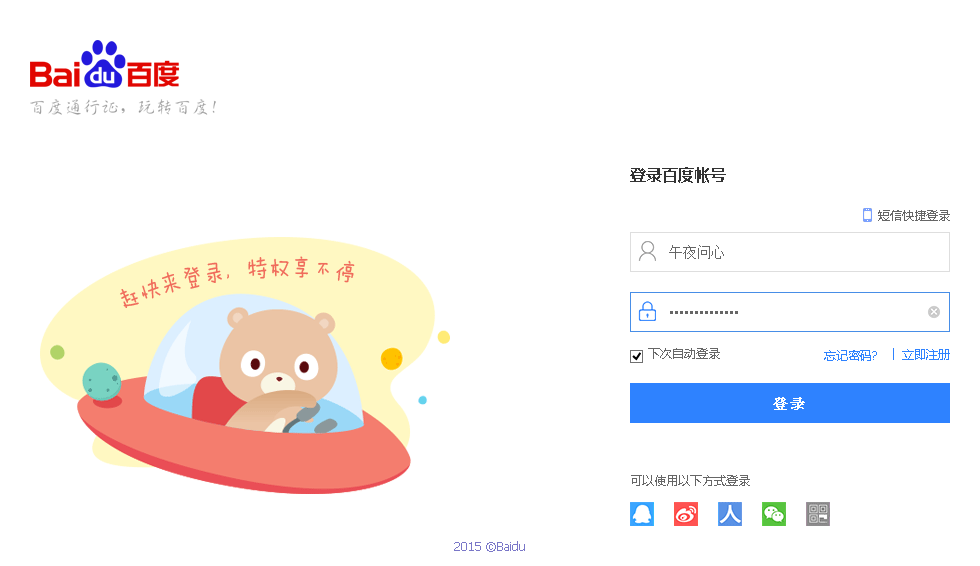 Bai du 百度
百度通行证，玩转百度！
登录百度帐号
短信快捷登录
午夜问心
••••••••••••••
赶快来登录，特权享不停
下次自动登录
忘记密码? | 立即注册
登录
可以使用以下方式登录
2015 ©Baidu